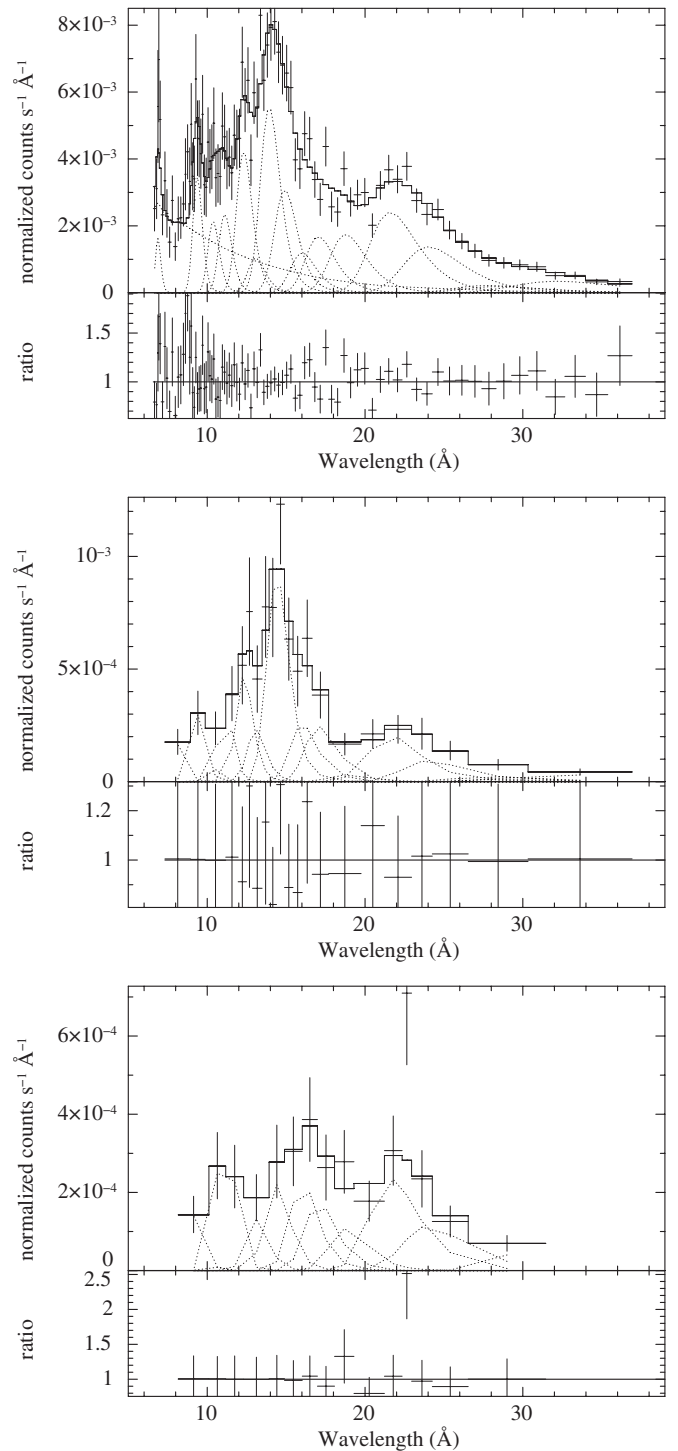 8×10⁻³
6×10⁻³
4×10⁻³
2×10⁻³
0
normalized counts s⁻¹ Å⁻¹
1.5
1
ratio
10 20 30
Wavelength (Å)
10⁻³
5×10⁻⁴
0
normalized counts s⁻¹ Å⁻¹
1.2
1
ratio
10 20 30
Wavelength (Å)
6×10⁻⁴
4×10⁻⁴
2×10⁻⁴
0
normalized counts s⁻¹ Å⁻¹
2.5
2
1.5
1
ratio
10 20 30
Wavelength (Å)